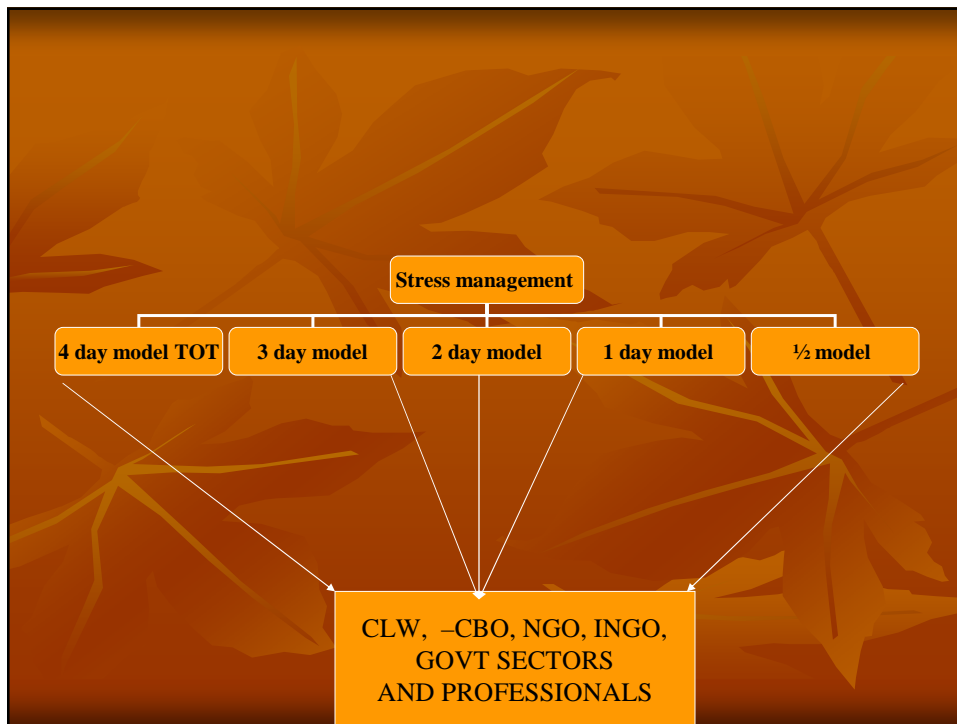 Stress management
4 day model TOT
3 day model
2 day model
1 day model
½ model
CLW, –CBO, NGO, INGO,
GOVT SECTORS
AND PROFESSIONALS